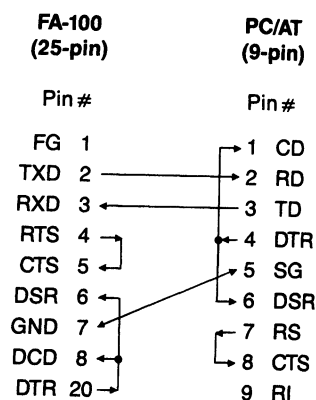 FA-100 PC/AT
(25-pin) (9-pin)
Pin # Pin #
FG 1 1 CD
TXD 2 2 RD
RXD 3 3 TD
RTS 4 4 DTR
CTS 5 5 SG
DSR 6 6 DSR
GND 7 7 RS
DCD 8 8 CTS
DTR 20 9 RI